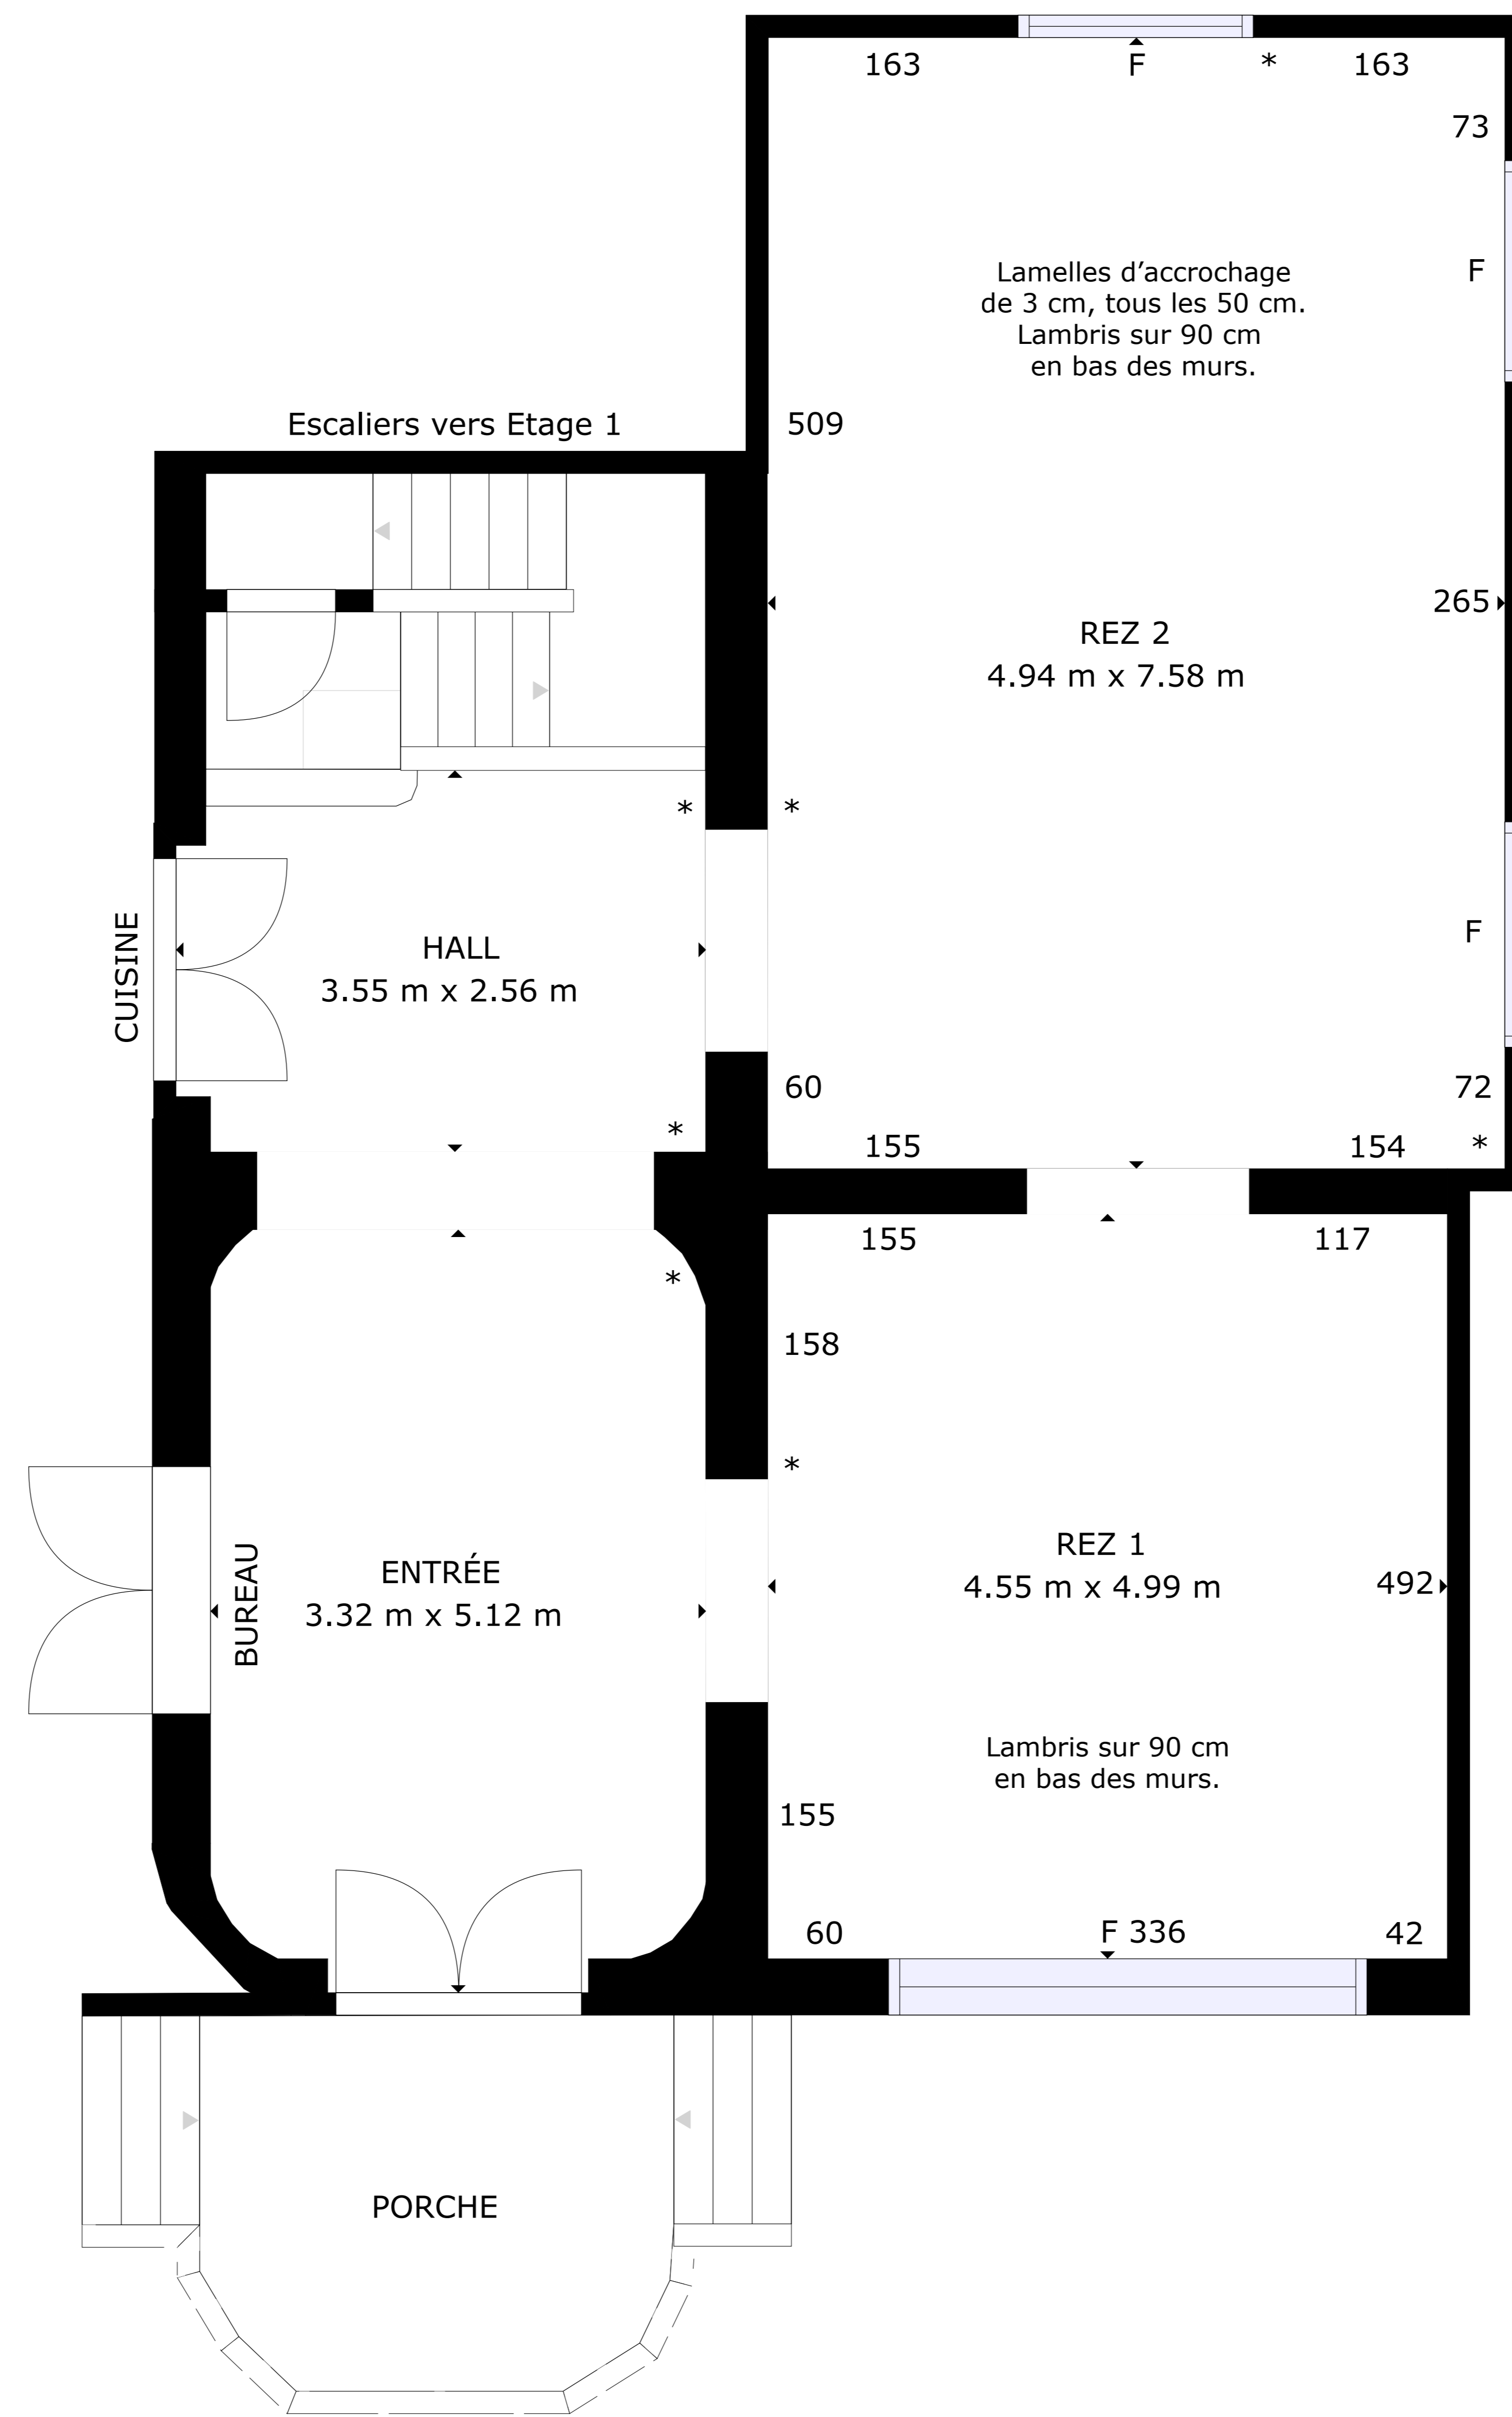 163 F * 163
73
Lamelles d’accrochage
de 3 cm, tous les 50 cm.
Lambris sur 90 cm
en bas des murs.
F
Escaliers vers Etage 1
509
265
REZ 2
4.94 m x 7.58 m
*
*
CUISINE
HALL
3.55 m x 2.56 m
F
60
72
*
155
154
*
155
117
*
158
*
REZ 1
4.55 m x 4.99 m
492
BUREAU
ENTRÉE
3.32 m x 5.12 m
Lambris sur 90 cm
en bas des murs.
155
60
F 336
42
PORCHE